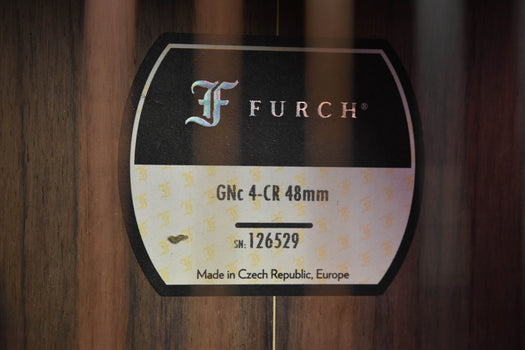 F FURCH®
GNc 4-CR 48mm
SN: 126529
Made in Czech Republic, Europe